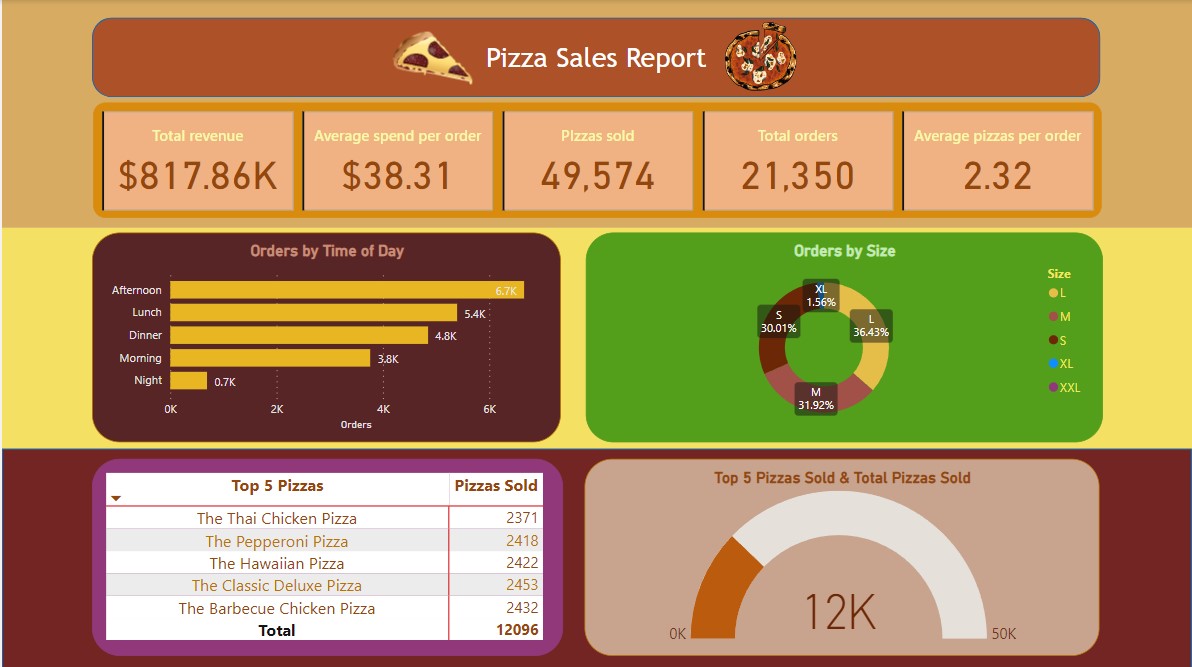 Pizza Sales Report
Total revenue
$817.86K
Average spend per order
$38.31
PIzzas sold
49,574
Total orders
21,350
Average pizzas per order
2.32
Orders by Time of Day
Afternoon
6.7K
Lunch
5.4K
Dinner
4.8K
Morning
3.8K
Night
0.7K
0K 2K 4K 6K
Orders
Orders by Size
XL
1.56%
S
30.01%
L
36.43%
M
31.92%
Size
L
M
S
XL
XXL
Top 5 Pizzas Pizzas Sold
The Thai Chicken Pizza 2371
The Pepperoni Pizza 2418
The Hawaiian Pizza 2422
The Classic Deluxe Pizza 2453
The Barbecue Chicken Pizza 2432
Total 12096
Top 5 Pizzas Sold & Total Pizzas Sold
12K
0K 50K